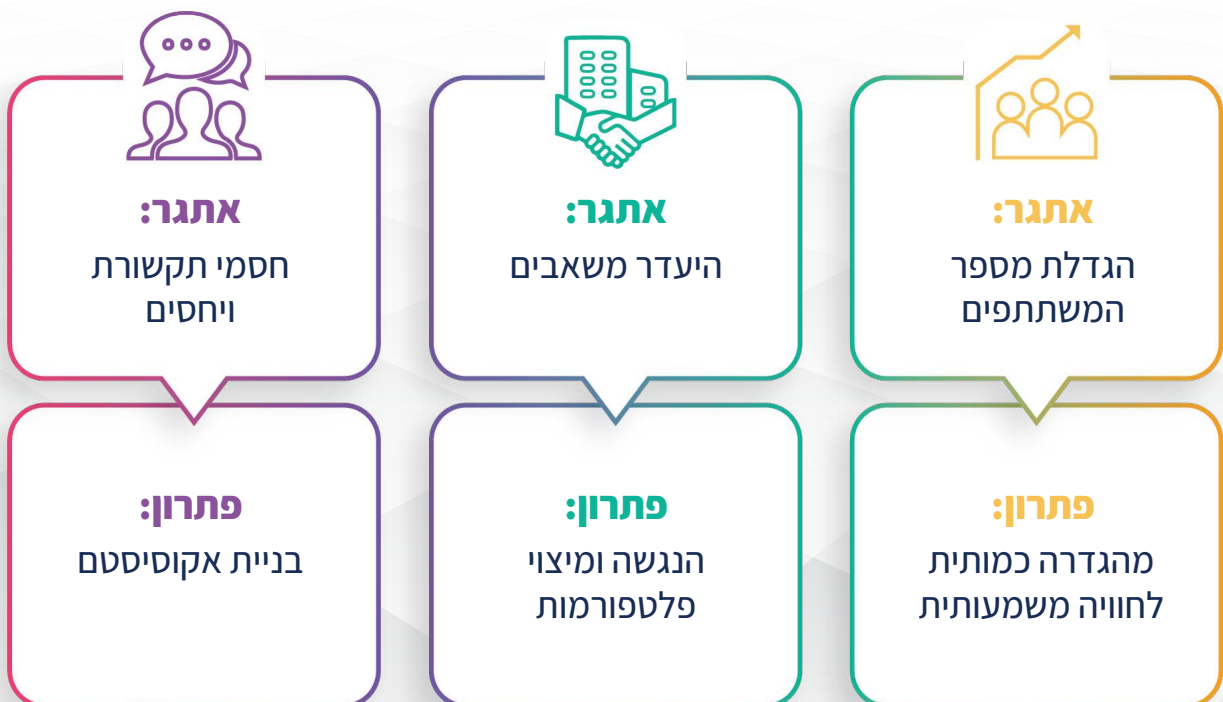 אתגר:
הגדלת מספר
המשתתפים
פתרון:
מהגדרה כמותית
לחוויה משמעותית
אתגר:
היעדר משאבים
פתרון:
הנגשה ומיצוי
פלטפורמות
אתגר:
חסמי תקשורת
ויחסים
פתרון:
בניית אקוסיסטם